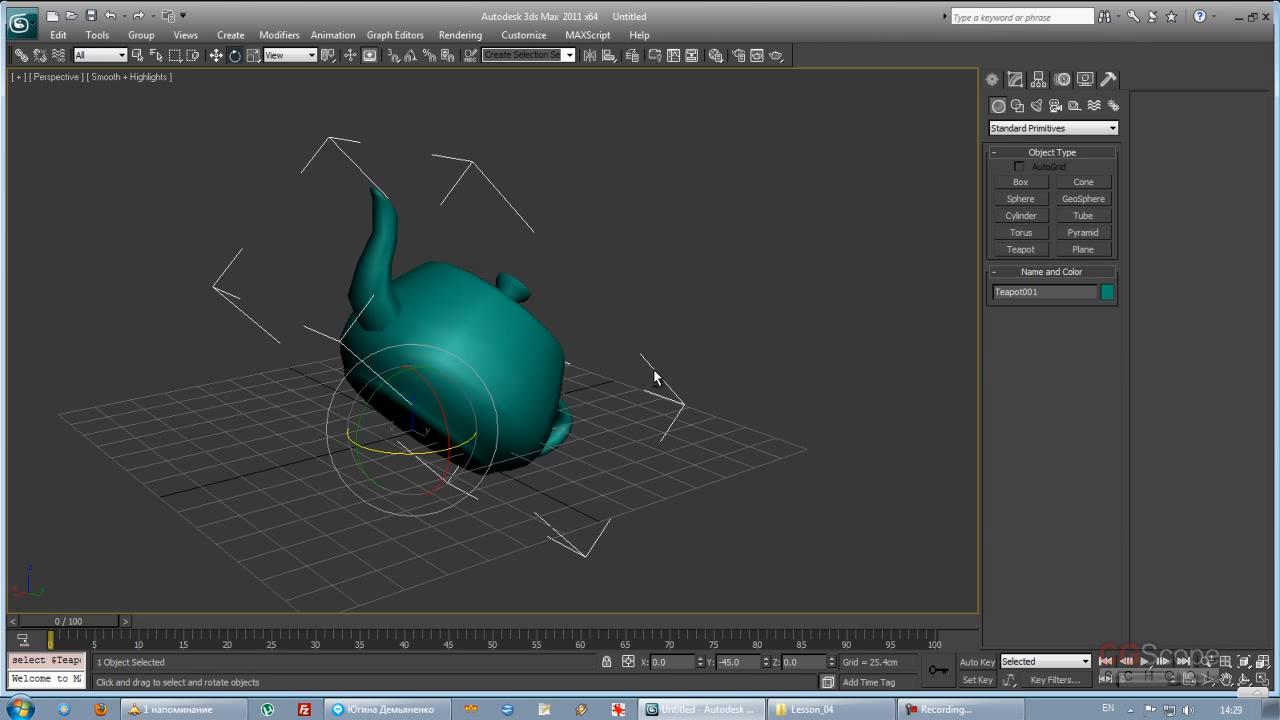 Autodesk 3ds Max 2011 x64 Untitled
Type a keyword or phrase
Edit Tools Group Views Create Modifiers Animation Graph Editors Rendering Customize MAXScript Help
All View Create Selection Se
[ + ] [ Perspective ] [ Smooth + Highlights ]
Standard Primitives
- Object Type
AutoGrid
Box Cone
Sphere GeoSphere
Cylinder Tube
Torus Pyramid
Teapot Plane
- Name and Color
Teapot001
y
z
< 0 / 100 >
0 5 10 15 20 25 30 35 40 45 50 55 60 65 70 75 80 85 90 95 100
select $Teap 1 Object Selected X: 0.0 Y: -45.0 Z: 0.0 Grid = 25.4cm Auto Key Selected
Welcome to M Click and drag to select and rotate objects Add Time Tag Set Key Key Filters...
CGScope
1 напоминание Югина Демьяненко Untitled - Autodesk ... Lesson_04 Recording... EN 14:29